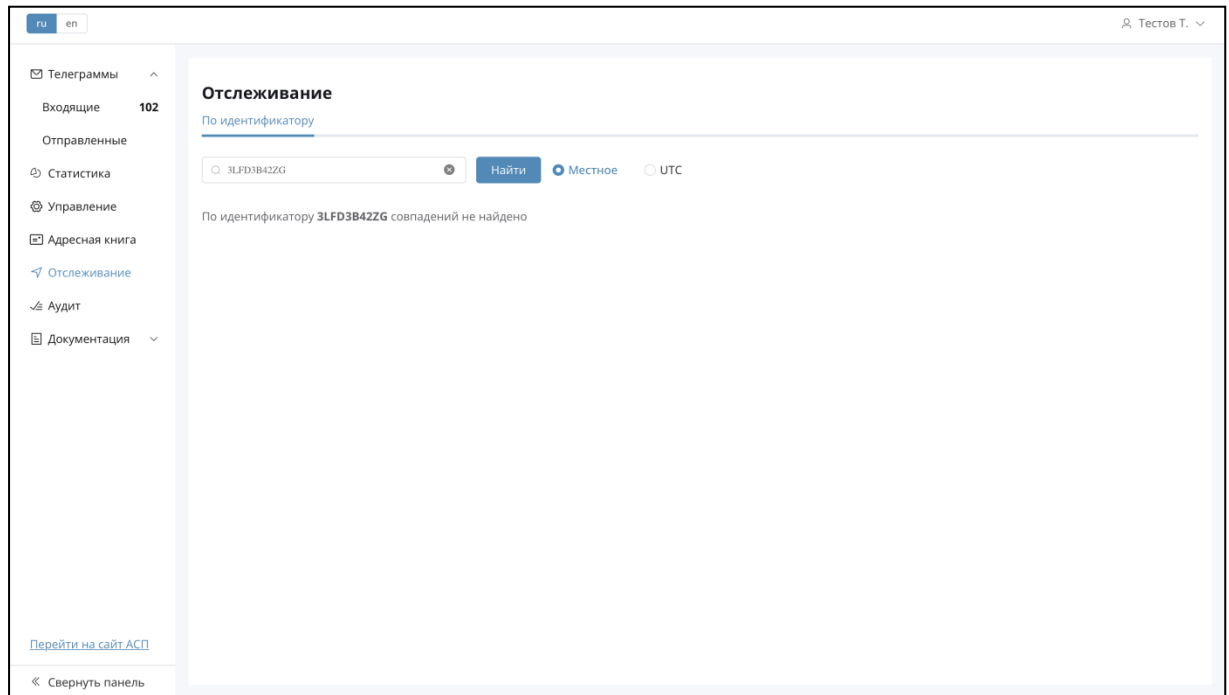 ru en
Тестов Т.
Телеграммы
Входящие 102
Отправленные
Статистика
Управление
Адресная книга
Отслеживание
Аудит
Документация
Перейти на сайт АСП
Свернуть панель
Отслеживание
По идентификатору
3LFD3B42ZG Найти Местное UTC
По идентификатору 3LFD3B42ZG совпадений не найдено